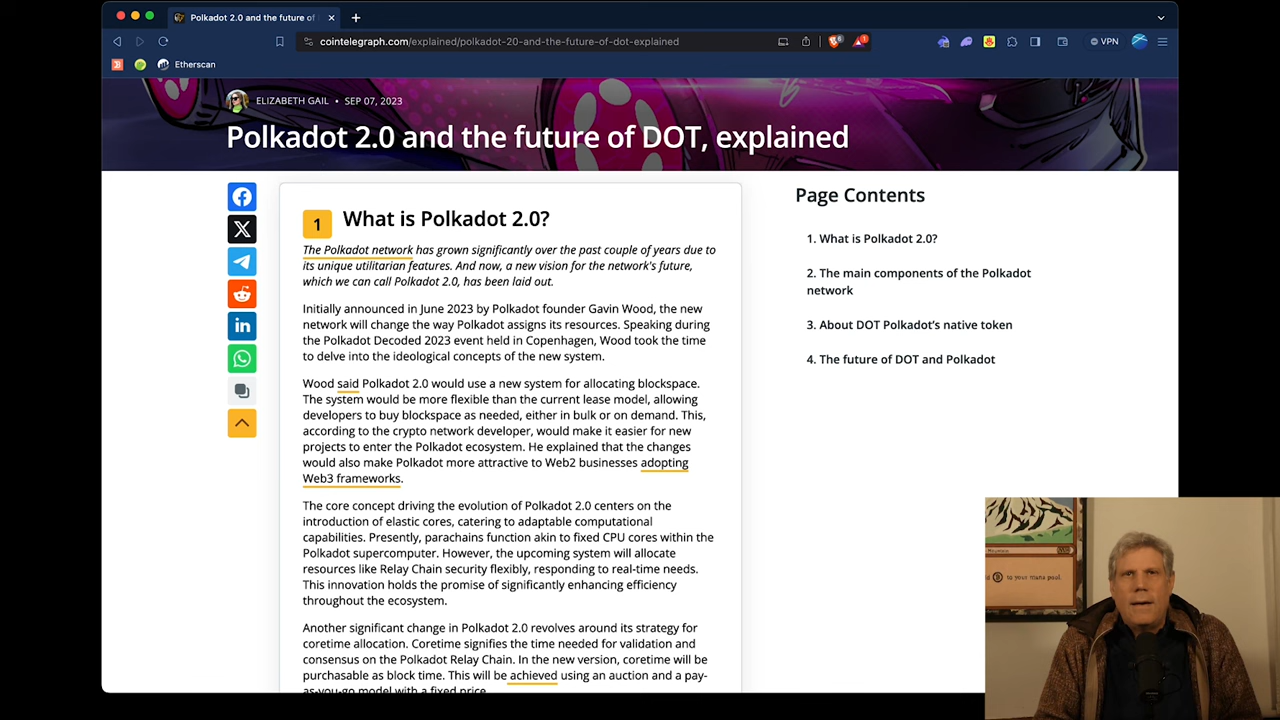 Polkadot 2.0 and the future of
cointelegraph.com/explained/polkadot-20-and-the-future-of-dot-explained
VPN
Etherscan
ELIZABETH GAIL • SEP 07, 2023
Polkadot 2.0 and the future of DOT, explained
1 What is Polkadot 2.0?
The Polkadot network has grown significantly over the past couple of years due to
its unique utilitarian features. And now, a new vision for the network's future,
which we can call Polkadot 2.0, has been laid out.
Initially announced in June 2023 by Polkadot founder Gavin Wood, the new
network will change the way Polkadot assigns its resources. Speaking during
the Polkadot Decoded 2023 event held in Copenhagen, Wood took the time
to delve into the ideological concepts of the new system.
Wood said Polkadot 2.0 would use a new system for allocating blockspace.
The system would be more flexible than the current lease model, allowing
developers to buy blockspace as needed, either in bulk or on demand. This,
according to the crypto network developer, would make it easier for new
projects to enter the Polkadot ecosystem. He explained that the changes
would also make Polkadot more attractive to Web2 businesses adopting
Web3 frameworks.
The core concept driving the evolution of Polkadot 2.0 centers on the
introduction of elastic cores, catering to adaptable computational
capabilities. Presently, parachains function akin to fixed CPU cores within the
Polkadot supercomputer. However, the upcoming system will allocate
resources like Relay Chain security flexibly, responding to real-time needs.
This innovation holds the promise of significantly enhancing efficiency
throughout the ecosystem.
Another significant change in Polkadot 2.0 revolves around its strategy for
coretime allocation. Coretime signifies the time needed for validation and
consensus on the Polkadot Relay Chain. In the new version, coretime will be
purchasable as block time. This will be achieved using an auction and a pay-
as-you-go model with a fixed price.
Page Contents
1. What is Polkadot 2.0?
2. The main components of the Polkadot
network
3. About DOT Polkadot's native token
4. The future of DOT and Polkadot
to your mana pool.